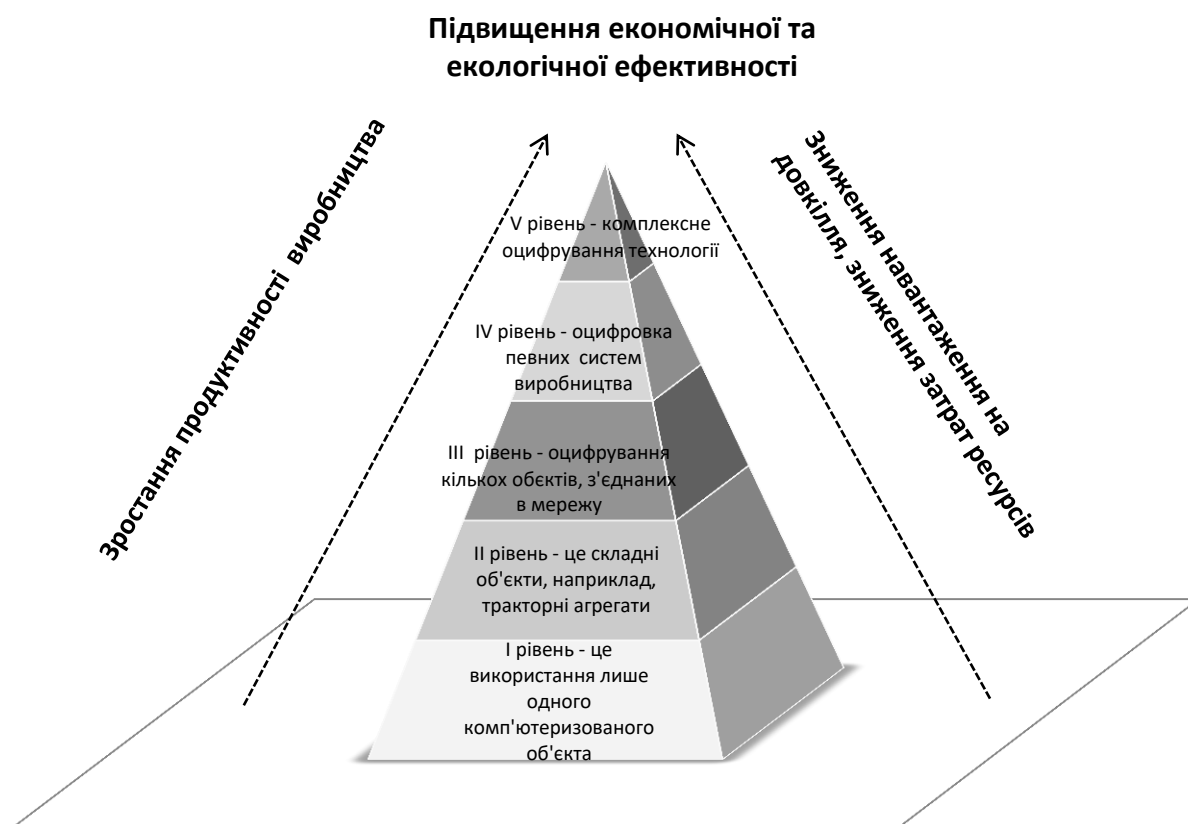 Підвищення економічної та
екологічної ефективності
Зростання продуктивності виробництва
Зниження навантаження на
довкілля, зниження затрат ресурсів
V рівень - комплексне
оцифрування технології
IV рівень - оцифровка
певних систем
виробництва
III рівень - оцифрування
кількох обєктів, з'єднаних
в мережу
II рівень - це складні
об'єкти, наприклад,
тракторні агрегати
I рівень - це
використання лише
одного
комп'ютеризованого
об'єкта